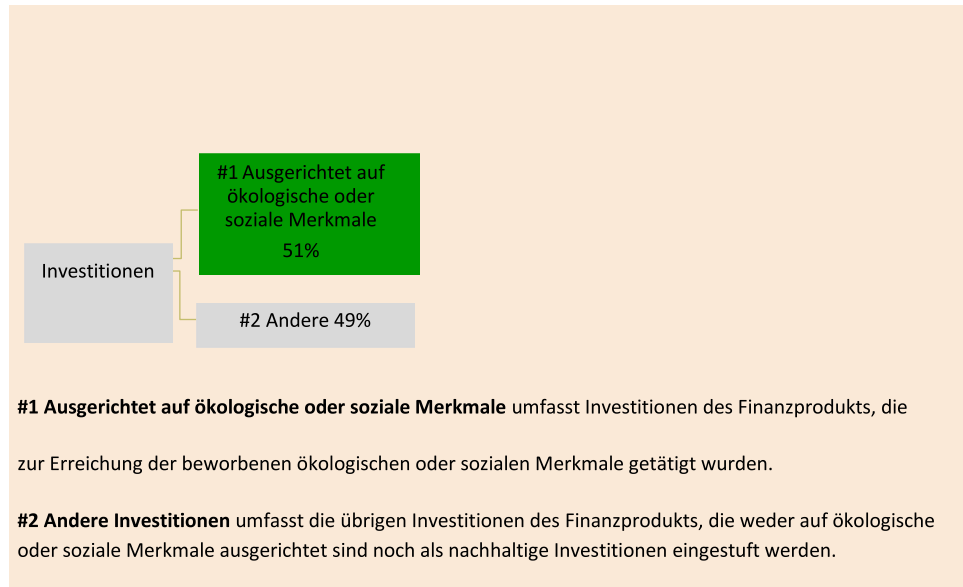 #1 Ausgerichtet auf
ökologische oder
soziale Merkmale
51%
Investitionen
#2 Andere 49%
#1 Ausgerichtet auf ökologische oder soziale Merkmale umfasst Investitionen des Finanzprodukts, die
zur Erreichung der beworbenen ökologischen oder sozialen Merkmale getätigt wurden.
#2 Andere Investitionen umfasst die übrigen Investitionen des Finanzprodukts, die weder auf ökologische
oder soziale Merkmale ausgerichtet sind noch als nachhaltige Investitionen eingestuft werden.